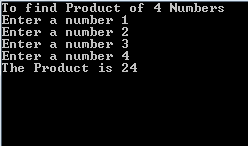 To find Product of 4 Numbers
Enter a number 1
Enter a number 2
Enter a number 3
Enter a number 4
The Product is 24